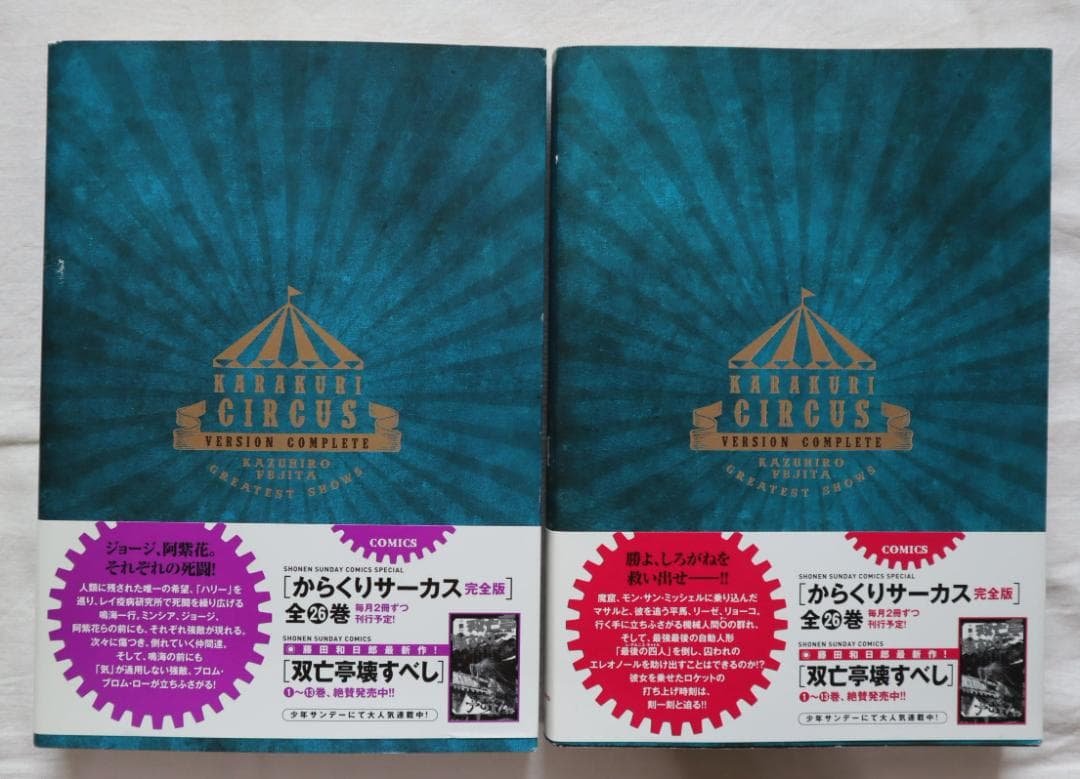 KARAKURI
CIRCUS
VERSION COMPLETE
KAZUHIRO
FVJITA
GREATEST SHOWS
ジョージ、阿紫花。
それぞれの死闘!
人類に残された唯一の希望、「ハリー」を
巡り、レイ疫病研究所で死闘を繰り広げる
鳴海一行。ミンシア、ジョージ、
阿紫花らの前にも、それぞれ強敵が現れる。
次々に傷つき、倒れていく仲間達。
そして、鳴海の前にも
「気」が通用しない強敵、ブロム・
ブロム・ローが立ちふさがる!
COMICS
SHONEN SUNDAY COMICS SPECIAL
[からくりサーカス 完全版]
全26巻 毎月2冊ずつ
刊行予定!
SHONEN SUNDAY COMICS
藤田和日郎最新作!
[双亡亭壊すべし]
①〜⑬巻、絶賛発売中!!
少年サンデーにて大人気連載中!
KARAKURI
CIRCUS
VERSION COMPLETE
KAZUHIRO
FVJITA
GREATEST SHOWS
勝よ、しろがねを
救い出せ――!!
魔窟、モン・サン・ミッシェルに乗り込んだ
マサルと、彼を追う平馬、リーゼ、リョーコ。
行く手に立ちふさがる機械人間Oの群れ。
そして、最強最後の自動人形
「最後の四人」を倒し、囚われの
エレオノールを助け出すことはできるのか!?
彼女を乗せたロケットの
打ち上げ時刻は、
刻一刻と迫る!!
COMICS
SHONEN SUNDAY COMICS SPECIAL
[からくりサーカス 完全版]
全26巻 毎月2冊ずつ
刊行予定!
SHONEN SUNDAY COMICS
藤田和日郎最新作!
[双亡亭壊すべし]
①〜⑬巻、絶賛発売中!!
少年サンデーにて大人気連載中!